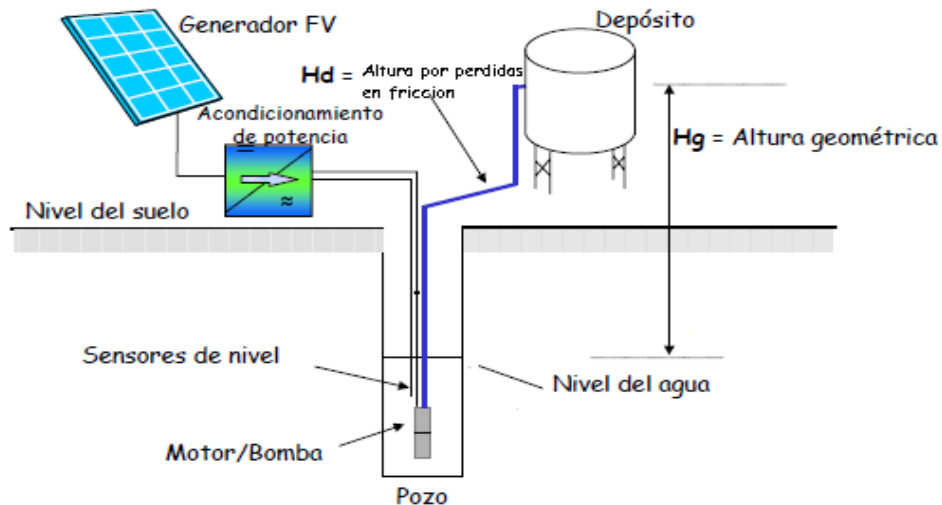 Generador FV
Depósito
Hd = Altura por perdidas
en friccion
Acondicionamiento
de potencia
=
≈
Hg = Altura geométrica
Nivel del suelo
Sensores de nivel
Nivel del agua
Motor/Bomba
Pozo